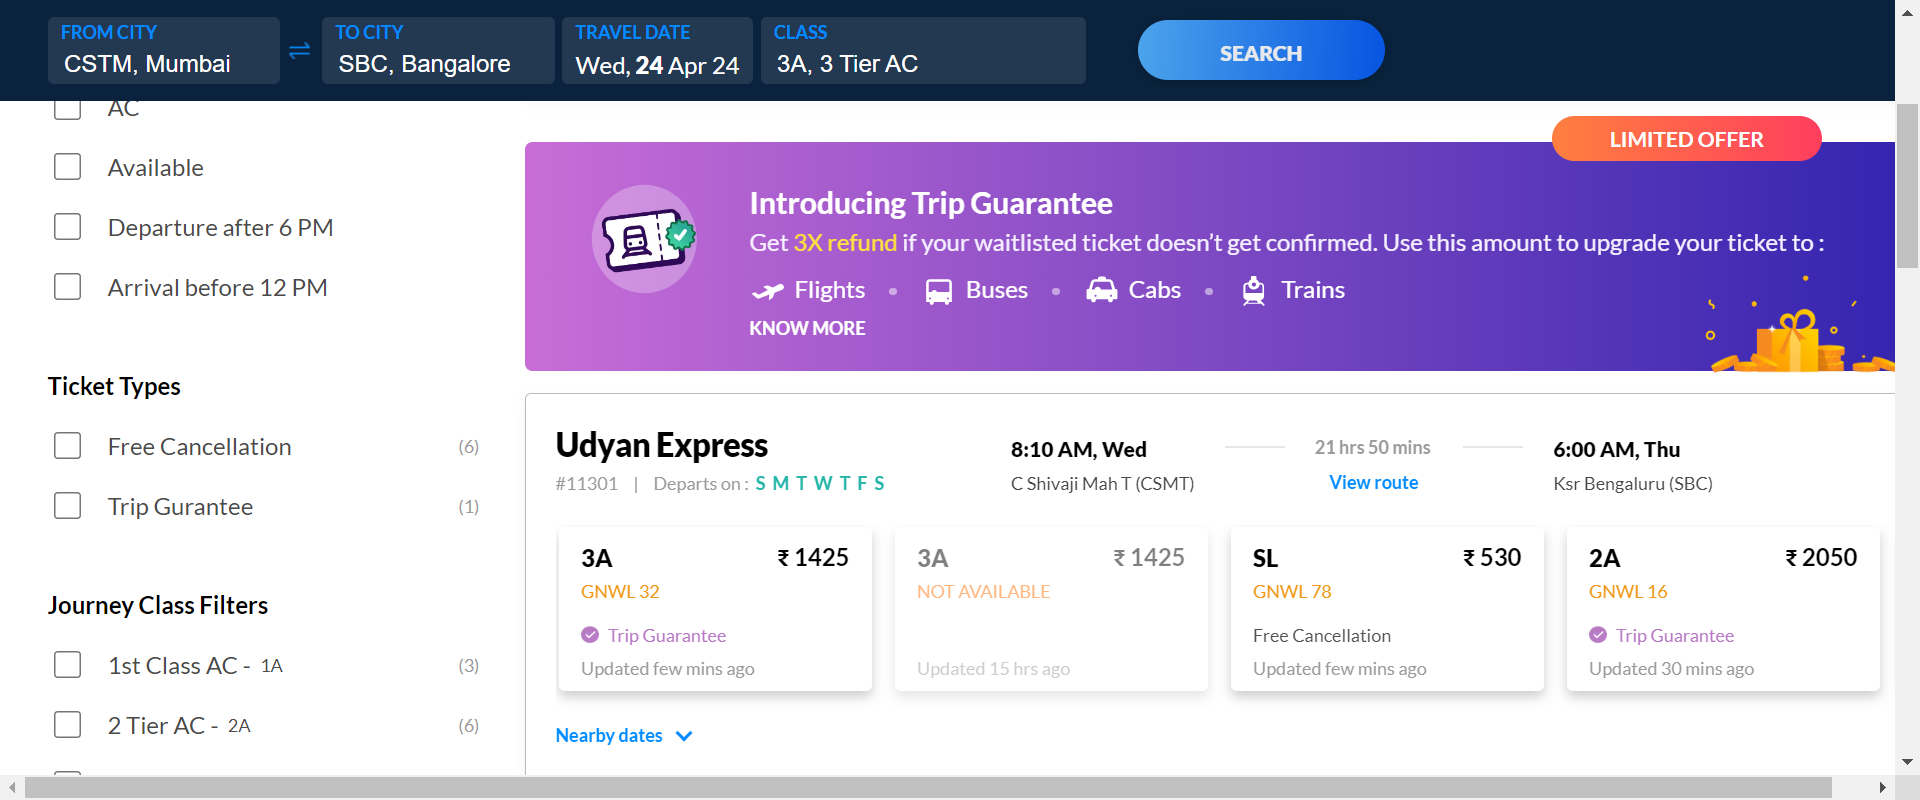 FROM CITY
CSTM, Mumbai
TO CITY
SBC, Bangalore
TRAVEL DATE
Wed, 24 Apr 24
CLASS
3A, 3 Tier AC
SEARCH
AC
Available
Departure after 6 PM
Arrival before 12 PM
Ticket Types
Free Cancellation (6)
Trip Gurantee (1)
Journey Class Filters
1st Class AC - 1A (3)
2 Tier AC - 2A (6)
LIMITED OFFER
Introducing Trip Guarantee
Get 3X refund if your waitlisted ticket doesn’t get confirmed. Use this amount to upgrade your ticket to :
Flights • Buses • Cabs • Trains
KNOW MORE
Udyan Express
#11301 | Departs on : S M T W T F S
8:10 AM, Wed
C Shivaji Mah T (CSMT)
21 hrs 50 mins
View route
6:00 AM, Thu
Ksr Bengaluru (SBC)
3A ₹ 1425
GNWL 32
Trip Guarantee
Updated few mins ago
3A ₹ 1425
NOT AVAILABLE
Updated 15 hrs ago
SL ₹ 530
GNWL 78
Free Cancellation
Updated few mins ago
2A ₹ 2050
GNWL 16
Trip Guarantee
Updated 30 mins ago
Nearby dates